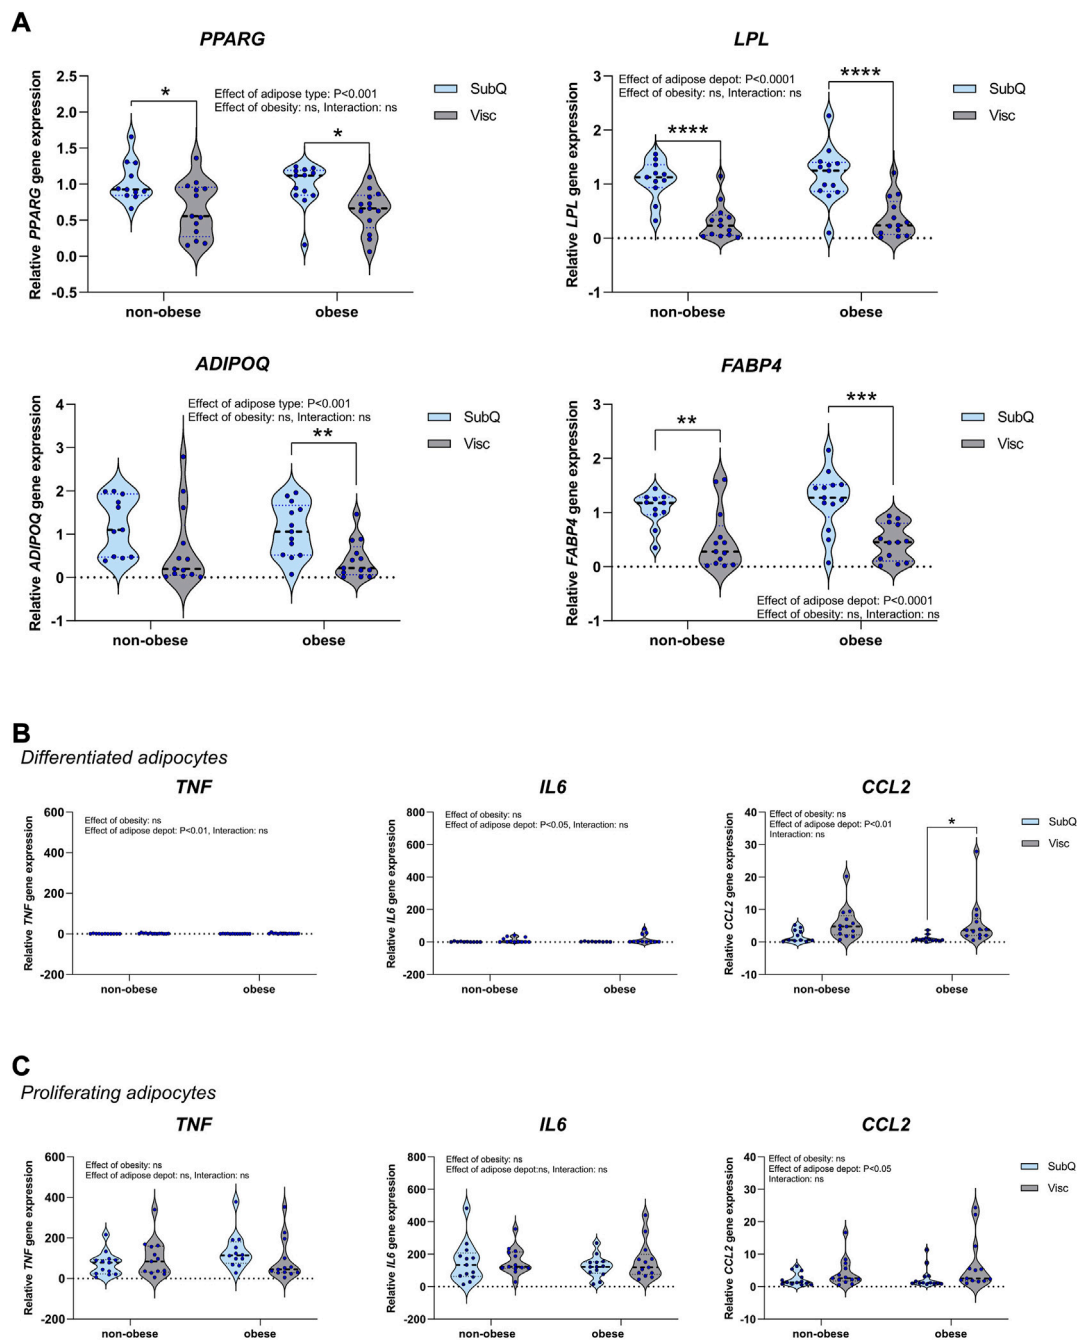 A
PPARG
Relative PPARG gene expression
2.5
2.0
1.5
1.0
0.5
0.0
-0.5
*
Effect of adipose type: P<0.001
Effect of obesity: ns, Interaction: ns
*
SubQ
Visc
non-obese
obese
LPL
Relative LPL gene expression
3
2
1
0
-1
Effect of adipose depot: P<0.0001
Effect of obesity: ns, Interaction: ns
****
****
SubQ
Visc
non-obese
obese
ADIPOQ
Relative ADIPOQ gene expression
4
3
2
1
0
-1
Effect of adipose type: P<0.001
Effect of obesity: ns, Interaction: ns
**
SubQ
Visc
non-obese
obese
FABP4
Relative FABP4 gene expression
3
2
1
0
-1
**
***
SubQ
Visc
Effect of adipose depot: P<0.0001
Effect of obesity: ns, Interaction: ns
non-obese
obese
B
Differentiated adipocytes
TNF
Relative TNF gene expression
600
400
200
0
-200
Effect of obesity: ns
Effect of adipose depot: P<0.01, Interaction: ns
non-obese
obese
IL6
Relative IL6 gene expression
800
600
400
200
0
-200
Effect of obesity: ns
Effect of adipose depot: P<0.05, Interaction: ns
non-obese
obese
CCL2
Relative CCL2 gene expression
40
30
20
10
0
-10
Effect of obesity: ns
Effect of adipose depot: P<0.01
Interaction: ns
*
SubQ
Visc
non-obese
obese
C
Proliferating adipocytes
TNF
Relative TNF gene expression
600
400
200
0
-200
Effect of obesity: ns
Effect of adipose depot: ns, Interaction: ns
non-obese
obese
IL6
Relative IL6 gene expression
800
600
400
200
0
-200
Effect of obesity: ns
Effect of adipose depot:ns, Interaction: ns
non-obese
obese
CCL2
Relative CCL2 gene expression
40
30
20
10
0
-10
Effect of obesity: ns
Effect of adipose depot: P<0.05
Interaction: ns
SubQ
Visc
non-obese
obese